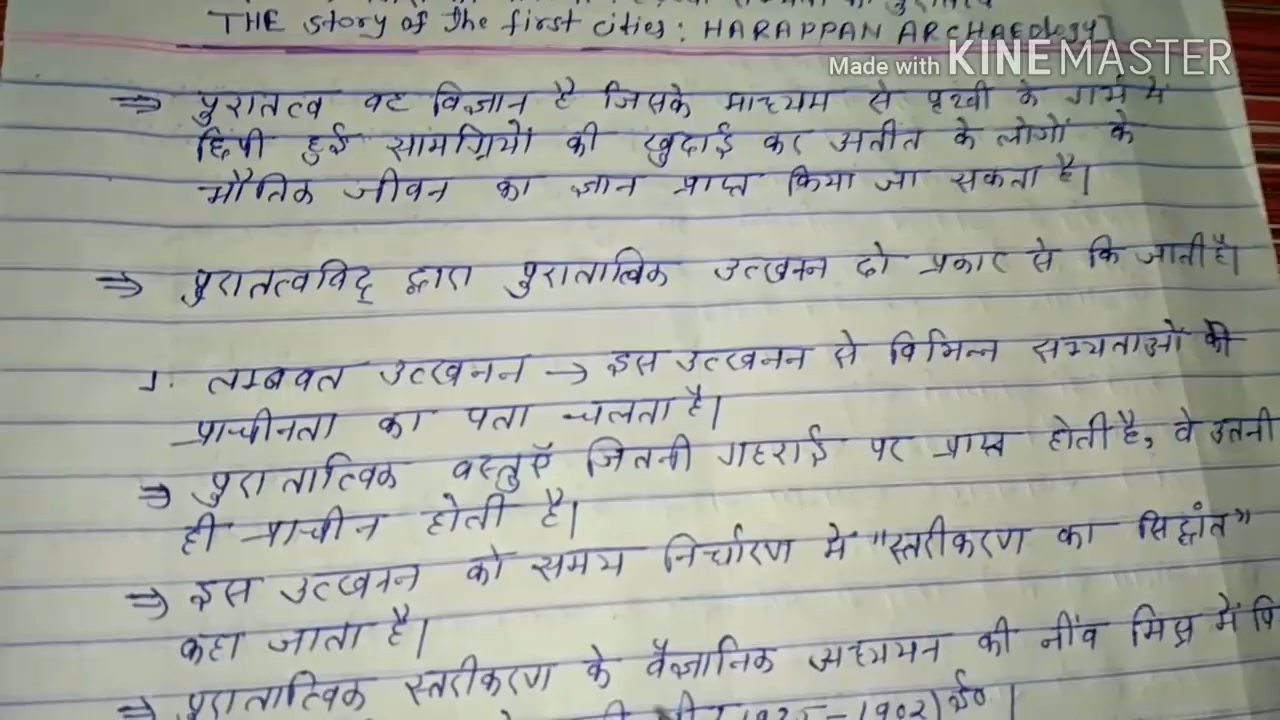 THE story of the first cities: HARAPPAN ARCHAEology]
Made with KINEMASTER
⇒ पुरातत्व वह विज्ञान है जिसके माध्यम से पृथ्वी के गर्भ में
छिपी हुई सामग्रियों की खुदाई कर अतीत के लोगों के
भौतिक जीवन का ज्ञान प्राप्त किया जा सकता है।
⇒ पुरातत्वविद् द्वारा पुरातात्विक उत्खनन दो प्रकार से कि जाती है।
1. लम्बवत उत्खनन → इस उत्खनन से विभिन्न सभ्यताओं की
प्राचीनता का पता चलता है।
⇒ पुरातात्विक वस्तुएँ जितनी गहराई पर प्राप्त होती है, वे उतनी
ही प्राचीन होती है।
⇒ इस उत्खनन को समय निर्धारण में "स्तरीकरण का सिद्धांत"
कहा जाता है।
⇒ पुरातात्विक स्तरीकरण के वैज्ञानिक अध्ययन की नींव मिस्र में
1902) ई०।